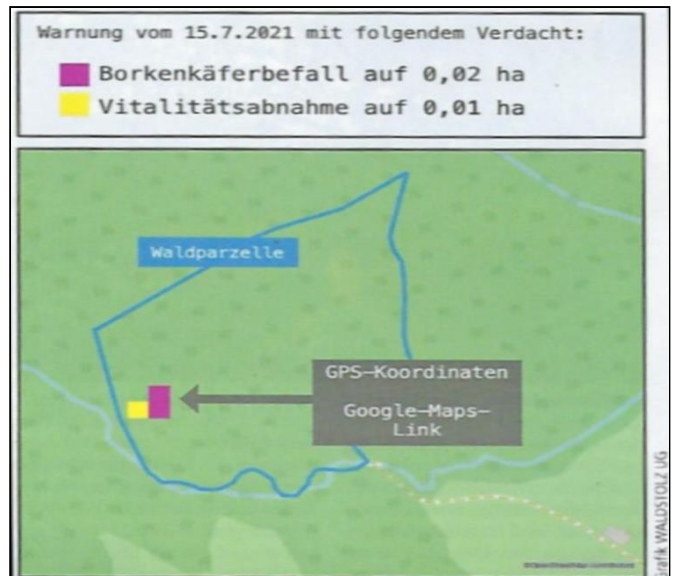 Warnung vom 15.7.2021 mit folgendem Verdacht:
Borkenkäferbefall auf 0,02 ha
Vitalitätsabnahme auf 0,01 ha
Waldparzelle
GPS-Koordinaten
Google-Maps-
Link
rafik WALDSTOLZ UG